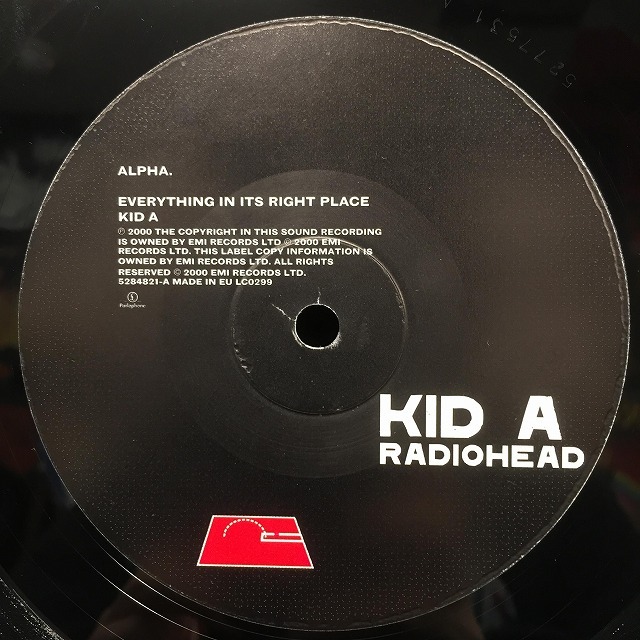 5277531
ALPHA.
EVERYTHING IN ITS RIGHT PLACE
KID A
℗ 2000 THE COPYRIGHT IN THIS SOUND RECORDING
IS OWNED BY EMI RECORDS LTD © 2000 EMI
RECORDS LTD. THIS LABEL COPY INFORMATION IS
OWNED BY EMI RECORDS LTD. ALL RIGHTS
RESERVED © 2000 EMI RECORDS LTD.
5284821-A MADE IN EU LC0299
Parlophone
KID A
RADIOHEAD